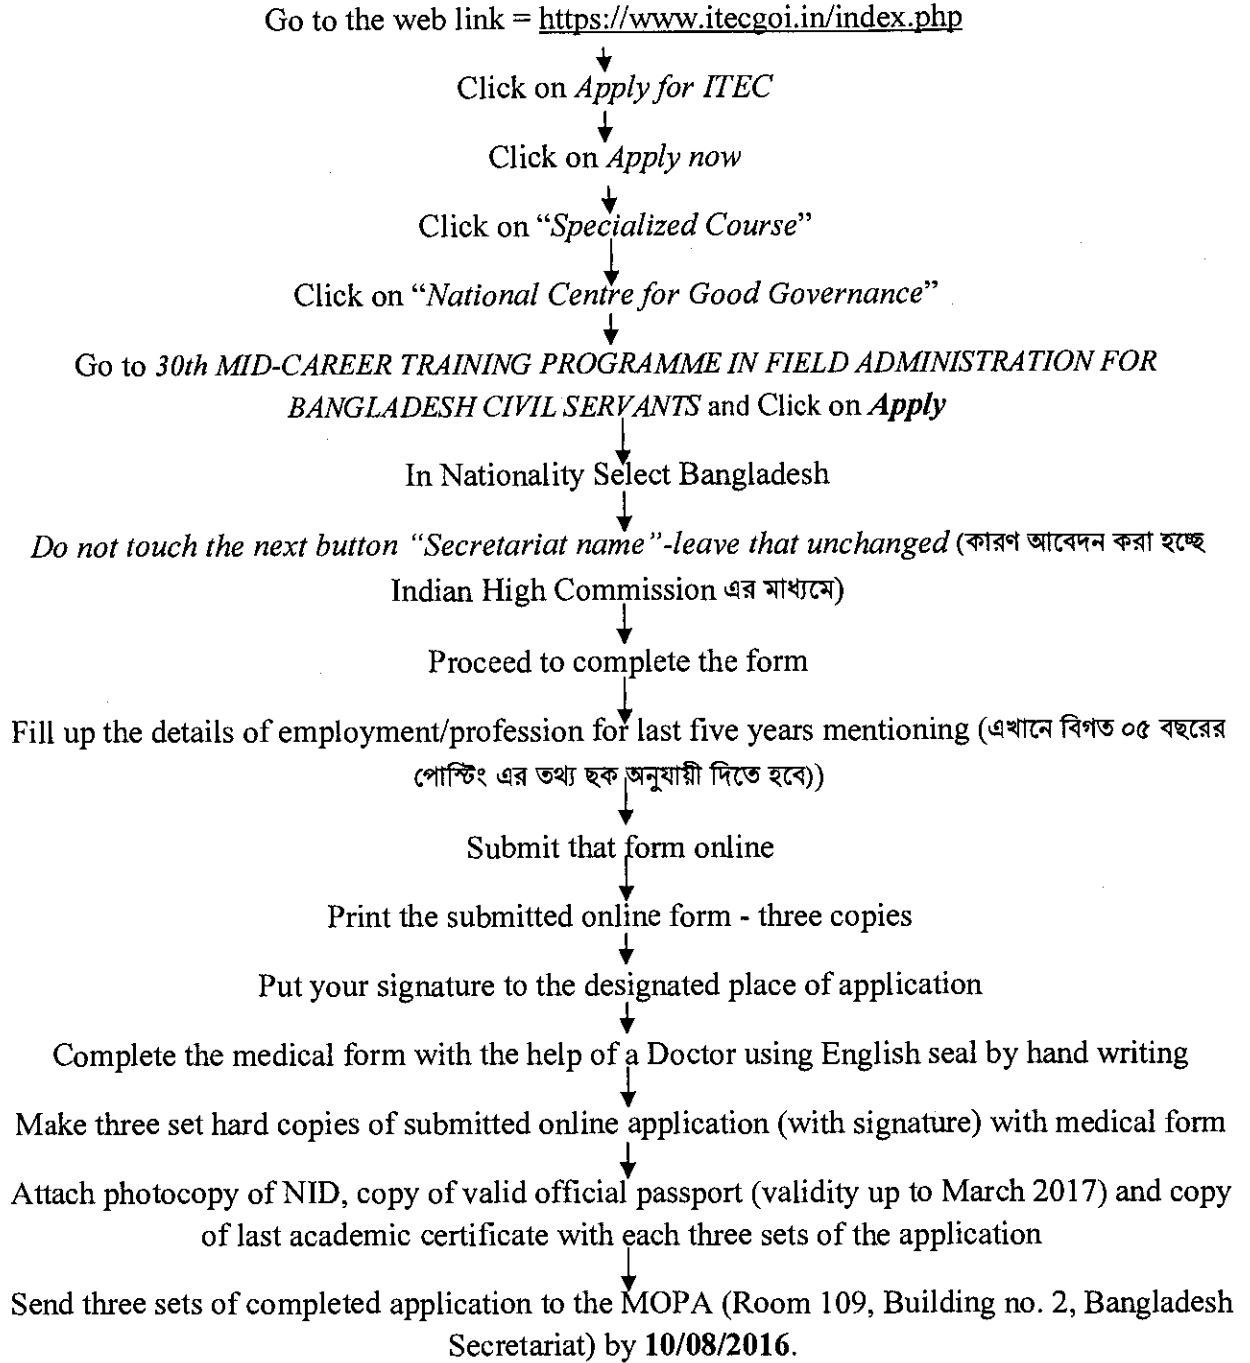 Go to the web link = https://www.itecgoi.in/index.php
Click on Apply for ITEC
Click on Apply now
Click on “Specialized Course”
Click on “National Centre for Good Governance”
Go to 30th MID-CAREER TRAINING PROGRAMME IN FIELD ADMINISTRATION FOR
BANGLADESH CIVIL SERVANTS and Click on Apply
In Nationality Select Bangladesh
Do not touch the next button “Secretariat name”-leave that unchanged (কারণ আবেদন করা হচ্ছে
Indian High Commission এর মাধ্যমে)
Proceed to complete the form
Fill up the details of employment/profession for last five years mentioning (এখানে বিগত ০৫ বছরের
পোস্টিং এর তথ্য ছক অনুযায়ী দিতে হবে))
Submit that form online
Print the submitted online form - three copies
Put your signature to the designated place of application
Complete the medical form with the help of a Doctor using English seal by hand writing
Make three set hard copies of submitted online application (with signature) with medical form
Attach photocopy of NID, copy of valid official passport (validity up to March 2017) and copy
of last academic certificate with each three sets of the application
Send three sets of completed application to the MOPA (Room 109, Building no. 2, Bangladesh
Secretariat) by 10/08/2016.